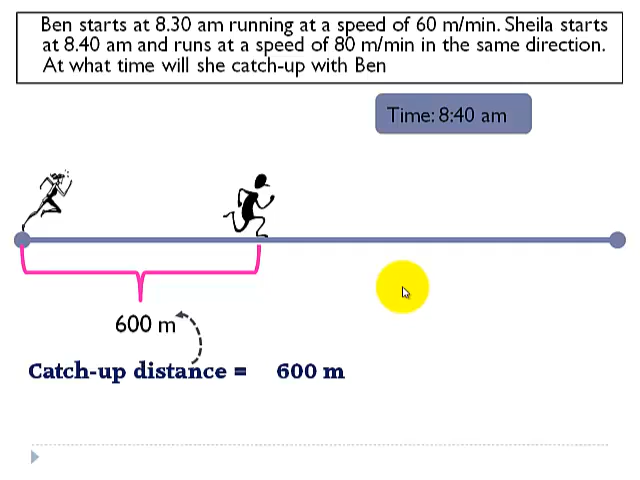 Ben starts at 8.30 am running at a speed of 60 m/min. Sheila starts
at 8.40 am and runs at a speed of 80 m/min in the same direction.
At what time will she catch-up with Ben
Time: 8:40 am
600 m
Catch-up distance = 600 m